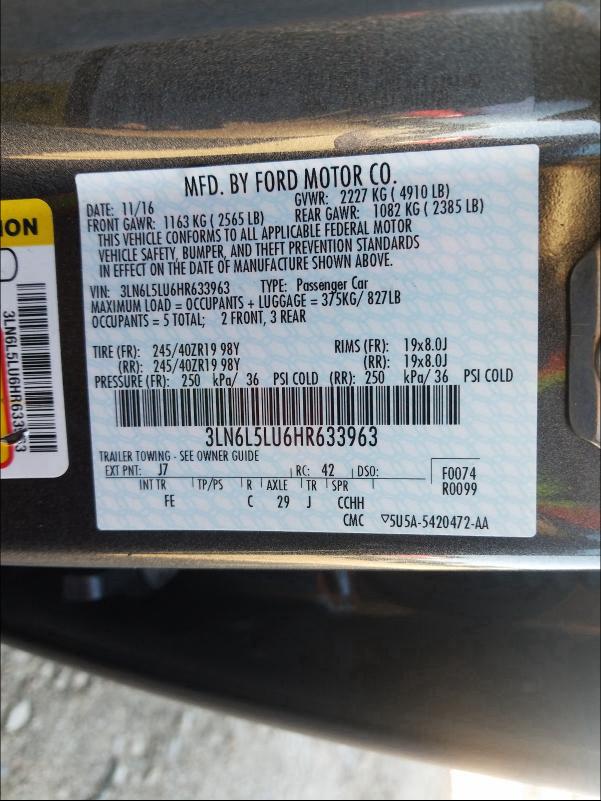 MFD. BY FORD MOTOR CO.
DATE: 11/16 GVWR: 2227 KG ( 4910 LB)
FRONT GAWR: 1163 KG ( 2565 LB) REAR GAWR: 1082 KG ( 2385 LB)
THIS VEHICLE CONFORMS TO ALL APPLICABLE FEDERAL MOTOR
VEHICLE SAFETY, BUMPER, AND THEFT PREVENTION STANDARDS
IN EFFECT ON THE DATE OF MANUFACTURE SHOWN ABOVE.
VIN: 3LN6L5LU6HR633963 TYPE: Passenger Car
MAXIMUM LOAD = OCCUPANTS + LUGGAGE = 375KG/ 827LB
OCCUPANTS = 5 TOTAL; 2 FRONT, 3 REAR
TIRE (FR): 245/40ZR19 98Y RIMS (FR): 19x8.0J
(RR): 245/40ZR19 98Y (RR): 19x8.0J
PRESSURE (FR): 250 kPa/ 36 PSI COLD (RR): 250 kPa/ 36 PSI COLD
3LN6L5LU6HR633963
TRAILER TOWING - SEE OWNER GUIDE
EXT PNT: J7 RC: 42 DSO: F0074
R0099
INT TR TP/PS R AXLE TR SPR
FE C 29 J CCHH
CMC ▽5U5A-5420472-AA
ION